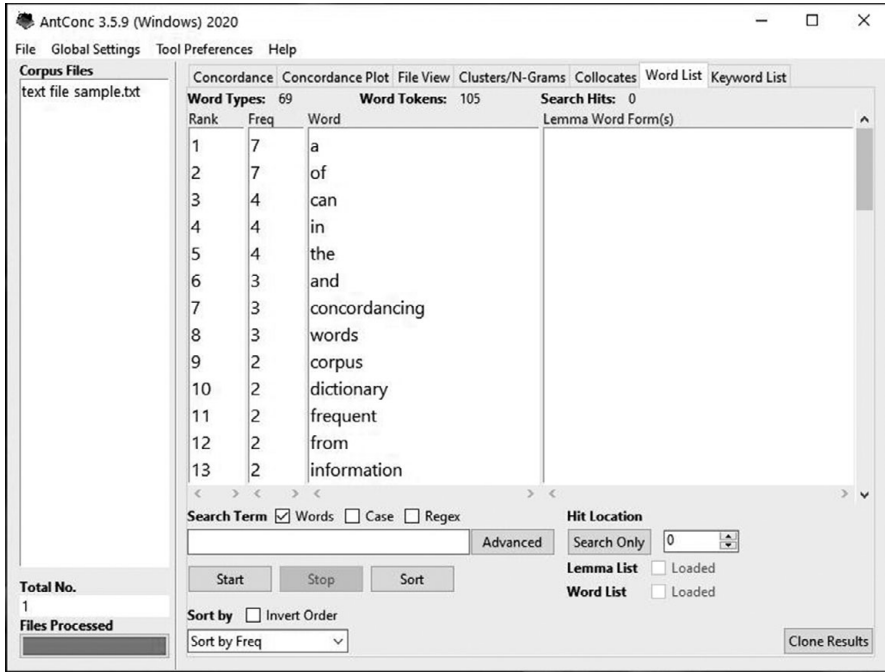 AntConc 3.5.9 (Windows) 2020
File Global Settings Tool Preferences Help
Corpus Files
text file sample.txt
Concordance Concordance Plot File View Clusters/N-Grams Collocates Word List Keyword List
Word Types: 69 Word Tokens: 105 Search Hits: 0
Rank Freq Word Lemma Word Form(s)
1 7 a
2 7 of
3 4 can
4 4 in
5 4 the
6 3 and
7 3 concordancing
8 3 words
9 2 corpus
10 2 dictionary
11 2 frequent
12 2 from
13 2 information
Search Term Words Case Regex Hit Location
Advanced Search Only 0
Start Stop Sort Lemma List Loaded
Word List Loaded
Total No.
1
Files Processed
Sort by Invert Order
Sort by Freq Clone Results